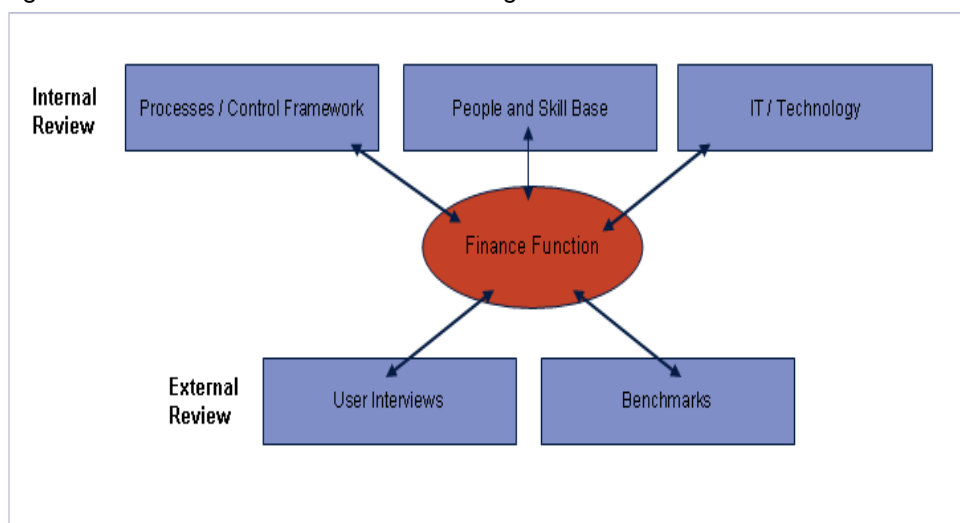 Internal
Review
Processes / Control Framework
People and Skill Base
IT / Technology
Finance Function
External
Review
User Interviews
Benchmarks